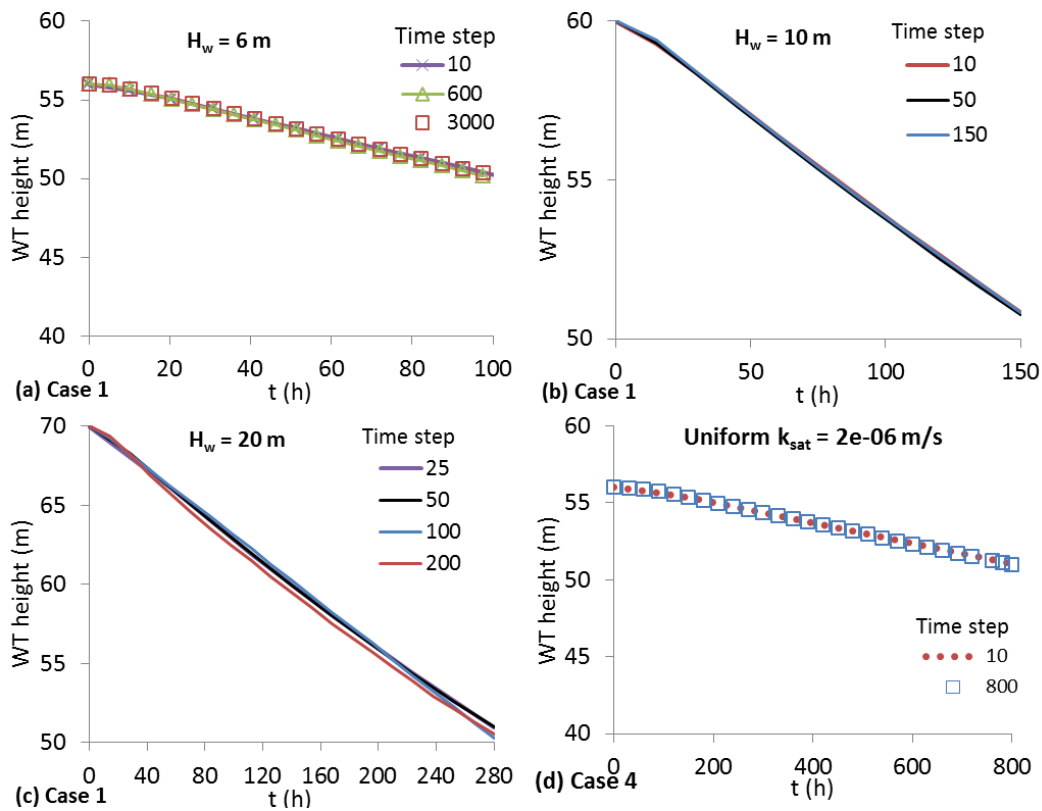 60
55
50
45
40
WT height (m)
H_w = 6 m
Time step
10
600
3000
0 20 40 60 80 100
t (h)
(a) Case 1
60
55
50
WT height (m)
H_w = 10 m
Time step
10
50
150
0 50 100 150
t (h)
(b) Case 1
70
65
60
55
50
WT height (m)
H_w = 20 m
Time step
25
50
100
200
0 40 80 120 160 200 240 280
t (h)
(c) Case 1
60
55
50
45
40
WT height (m)
Uniform k_sat = 2e-06 m/s
Time step
10
800
0 200 400 600 800
t (h)
(d) Case 4